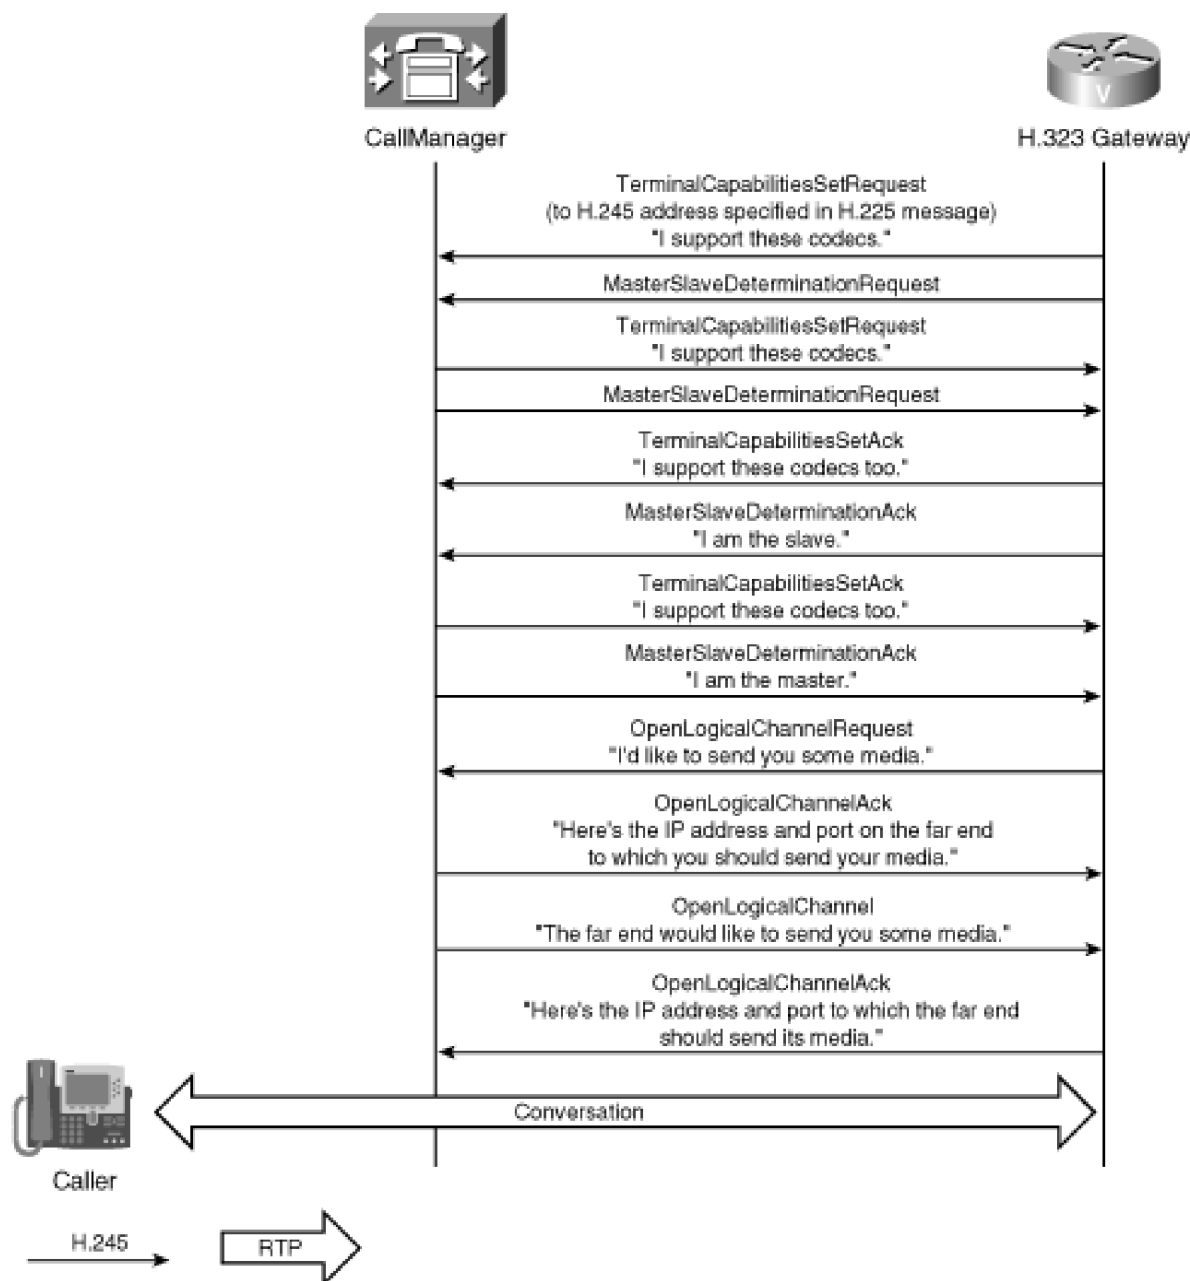 CallManager
H.323 Gateway
V
TerminalCapabilitiesSetRequest
(to H.245 address specified in H.225 message)
"I support these codecs."
MasterSlaveDeterminationRequest
TerminalCapabilitiesSetRequest
"I support these codecs."
MasterSlaveDeterminationRequest
TerminalCapabilitiesSetAck
"I support these codecs too."
MasterSlaveDeterminationAck
"I am the slave."
TerminalCapabilitiesSetAck
"I support these codecs too."
MasterSlaveDeterminationAck
"I am the master."
OpenLogicalChannelRequest
"I'd like to send you some media."
OpenLogicalChannelAck
"Here's the IP address and port on the far end
to which you should send your media."
OpenLogicalChannel
"The far end would like to send you some media."
OpenLogicalChannelAck
"Here's the IP address and port to which the far end
should send its media."
Conversation
Caller
H.245
RTP